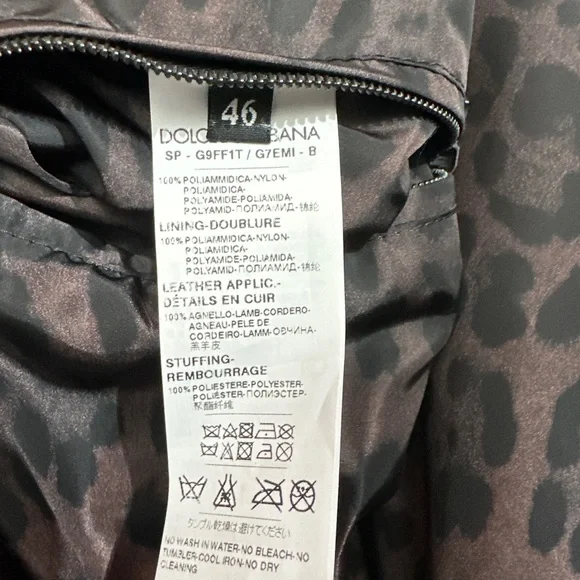 46
DOLC BANA
SP - G9FF1T / G7EMI - B
100% POLIAMMIDICA-NYLON-
POLIAMIDICA-
POLYAMIDE-POLIAMIDA-
POLYAMID-ПОЛИАМИД-锦纶
LINING-DOUBLURE
100% POLIAMMIDICA-NYLON-
POLIAMIDICA-
POLYAMIDE-POLIAMIDA-
POLYAMID-ПОЛИАМИД-锦纶
LEATHER APPLIC.-
DÉTAILS EN CUIR
100% AGNELLO-LAMB-CORDERO-
AGNEAU-PELE DE
CORDEIRO-LAMM-ОВЧИНА-
羔羊皮
STUFFING-
REMBOURRAGE
100% POLIESTERE-POLYESTER-
POLIÉSTER-ПОЛИЭСТЕР-
聚酯纤维
タンブル乾燥は避けてください
NO WASH IN WATER-NO BLEACH-NO
TUMBLER-COOL IRON-NO DRY
CLEANING